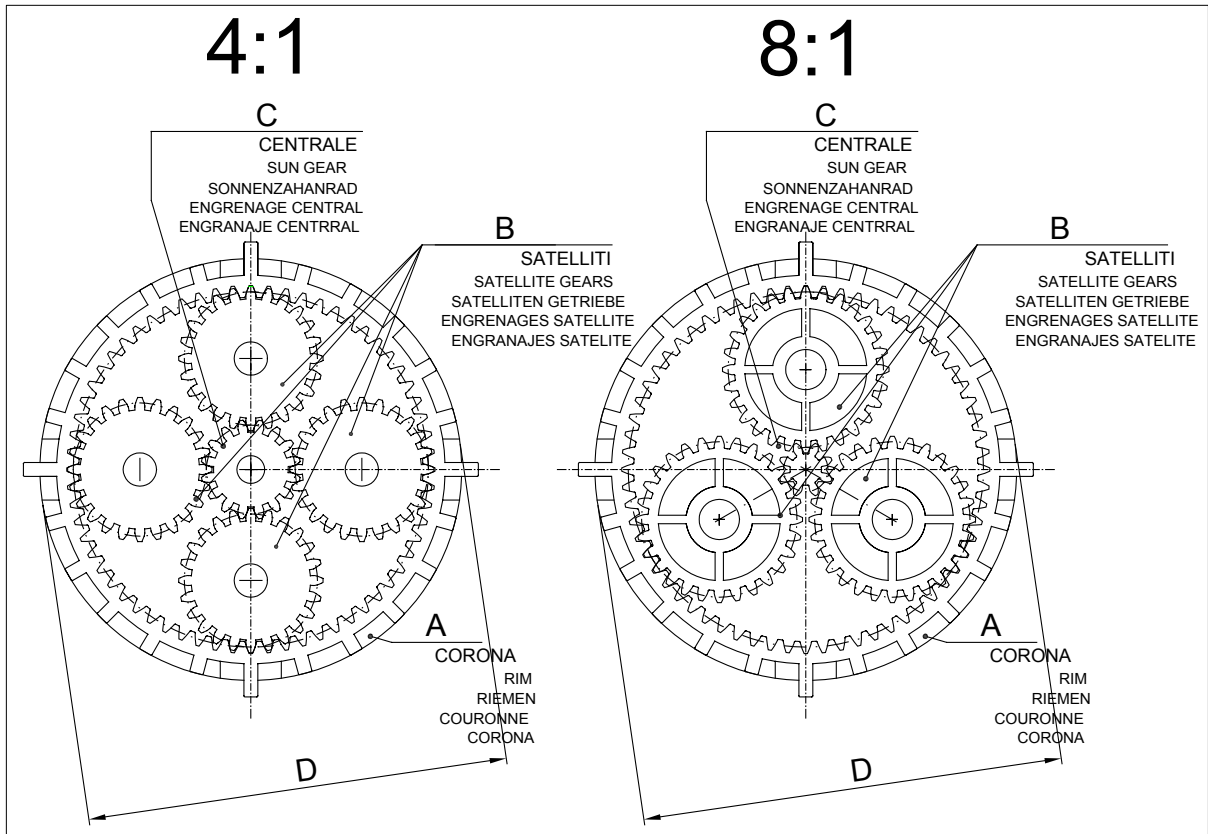 4:1
C
CENTRALE
SUN GEAR
SONNENZAHANRAD
ENGRENAGE CENTRAL
ENGRANAJE CENTRRAL
B
SATELLITI
SATELLITE GEARS
SATELLITEN GETRIEBE
ENGRENAGES SATELLITE
ENGRANAJES SATELITE
A
CORONA
RIM
RIEMEN
COURONNE
CORONA
D
8:1
C
CENTRALE
SUN GEAR
SONNENZAHANRAD
ENGRENAGE CENTRAL
ENGRANAJE CENTRRAL
B
SATELLITI
SATELLITE GEARS
SATELLITEN GETRIEBE
ENGRENAGES SATELLITE
ENGRANAJES SATELITE
A
CORONA
RIM
RIEMEN
COURONNE
CORONA
D